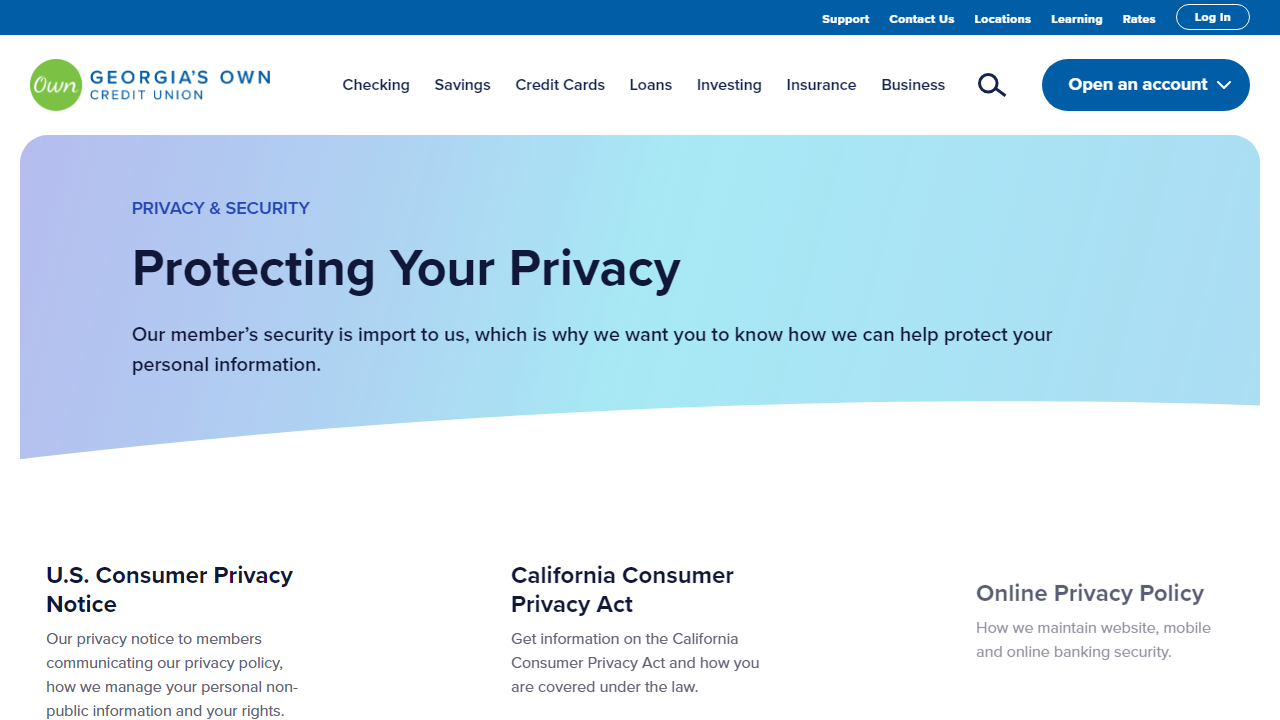 Support Contact Us Locations Learning Rates Log In
Own GEORGIA'S OWN
CREDIT UNION
Checking Savings Credit Cards Loans Investing Insurance Business Open an account
PRIVACY & SECURITY
Protecting Your Privacy
Our member’s security is import to us, which is why we want you to know how we can help protect your
personal information.
U.S. Consumer Privacy
Notice
Our privacy notice to members
communicating our privacy policy,
how we manage your personal non-
public information and your rights.
California Consumer
Privacy Act
Get information on the California
Consumer Privacy Act and how you
are covered under the law.
Online Privacy Policy
How we maintain website, mobile
and online banking security.